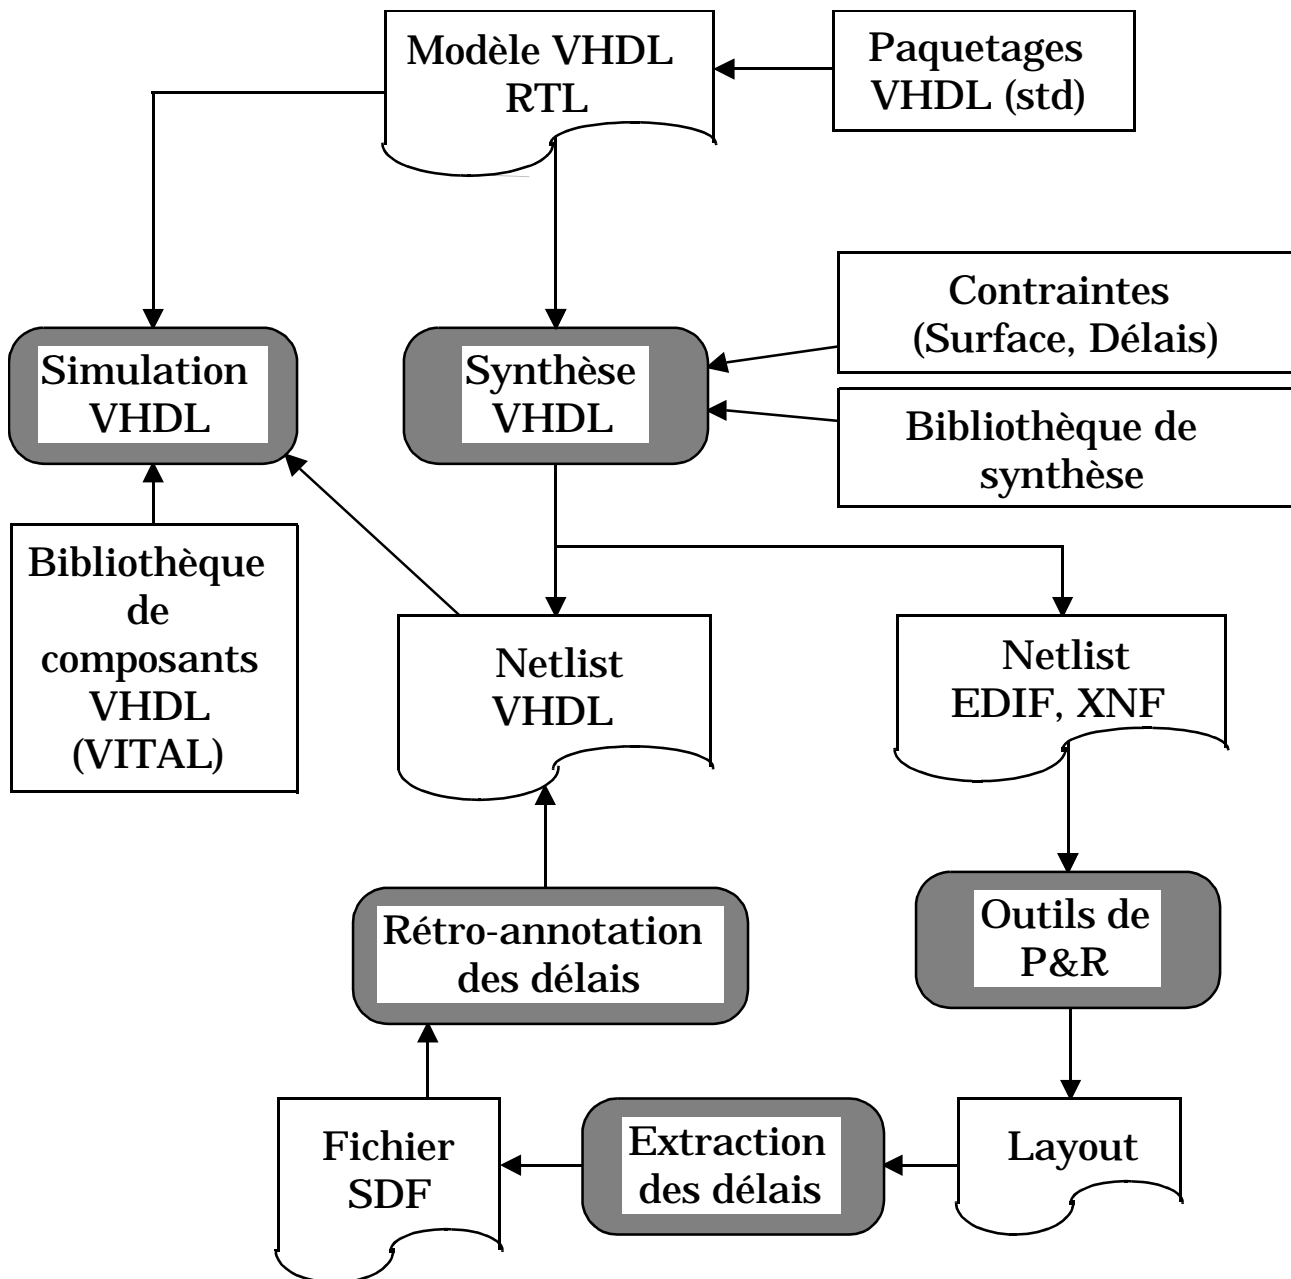 Modèle VHDL
RTL
Paquetages
VHDL (std)
Contraintes
(Surface, Délais)
Simulation
VHDL
Synthèse
VHDL
Bibliothèque de
synthèse
Bibliothèque
de
composants
VHDL
(VITAL)
Netlist
VHDL
Netlist
EDIF, XNF
Rétro-annotation
des délais
Outils de
P&R
Fichier
SDF
Extraction
des délais
Layout